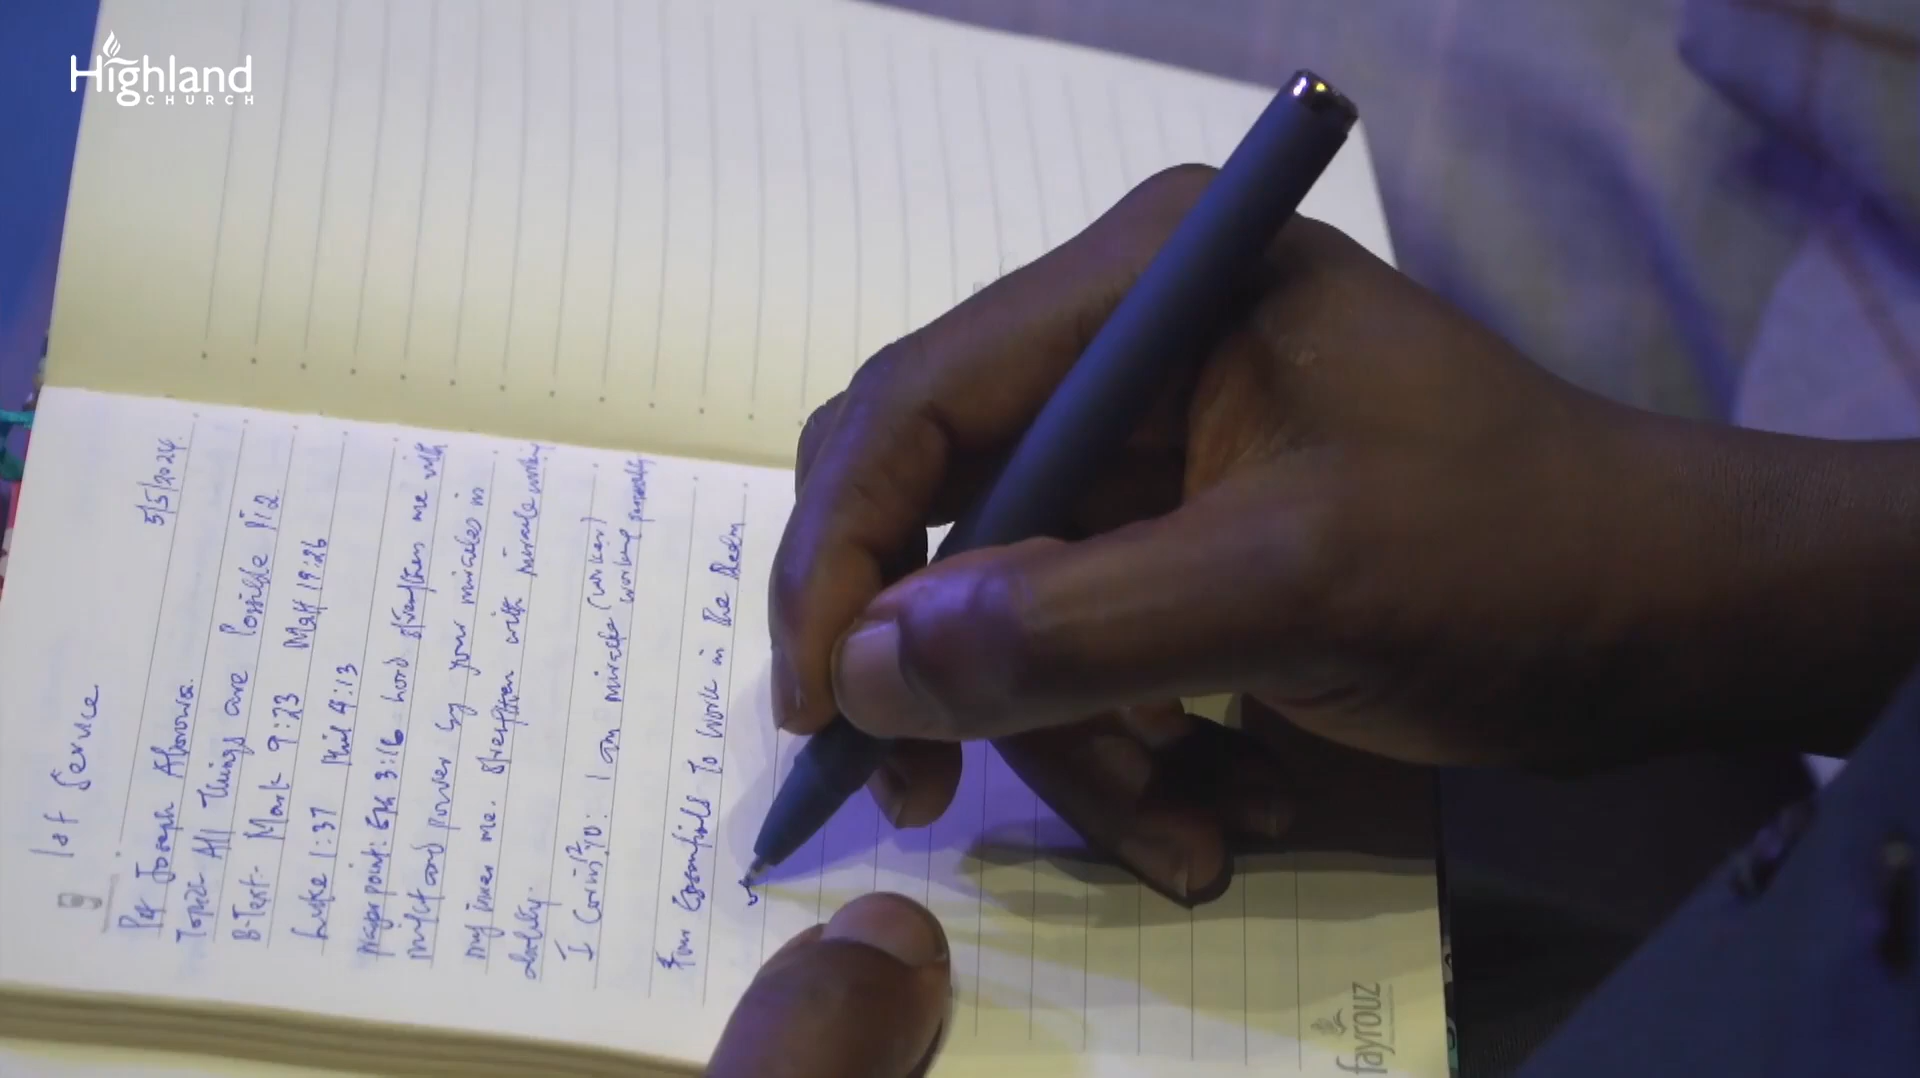 Highland
CHURCH
1st Service
5/5/2024
Pst Joseph
Topic: All Things are Possible Pt 2
B-Text:- Mark 9:23 Matt 19:26
Luke 1:37 Phil 4:13
Prayer point: Eph 3:16 Lord strengthen me with
might and power by your miracles in
my inner me. Strengthen with miracle working
ability.
I Corin 12:10: I am miracle (worker)
working
Four Essentials To Work in the Realm
fayrouz